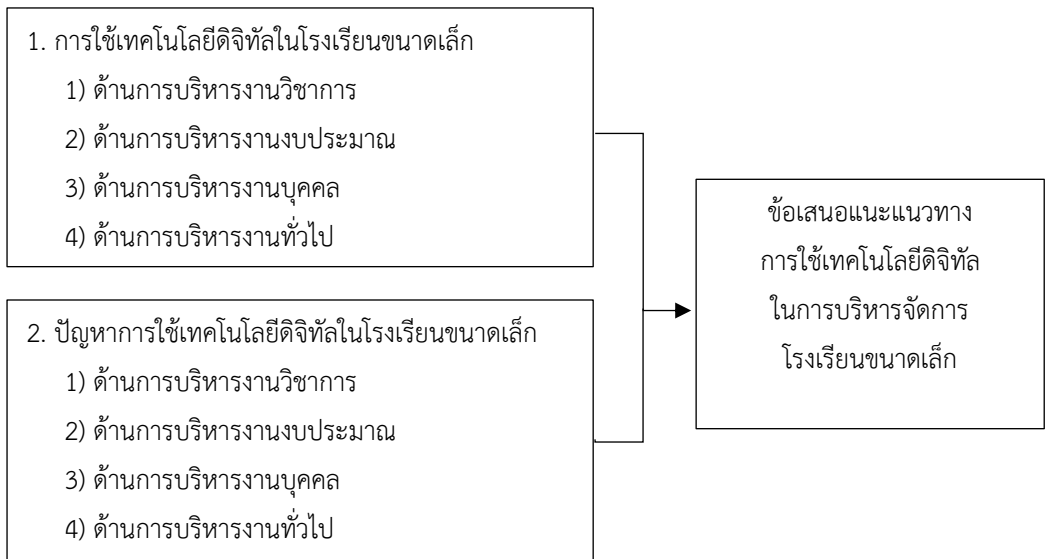 1. การใช้เทคโนโลยีดิจิทัลในโรงเรียนขนาดเล็ก
1) ด้านการบริหารงานวิชาการ
2) ด้านการบริหารงานงบประมาณ
3) ด้านการบริหารงานบุคคล
4) ด้านการบริหารงานทั่วไป
2. ปัญหาการใช้เทคโนโลยีดิจิทัลในโรงเรียนขนาดเล็ก
1) ด้านการบริหารงานวิชาการ
2) ด้านการบริหารงานงบประมาณ
3) ด้านการบริหารงานบุคคล
4) ด้านการบริหารงานทั่วไป
ข้อเสนอแนะแนวทาง
การใช้เทคโนโลยีดิจิทัล
ในการบริหารจัดการ
โรงเรียนขนาดเล็ก